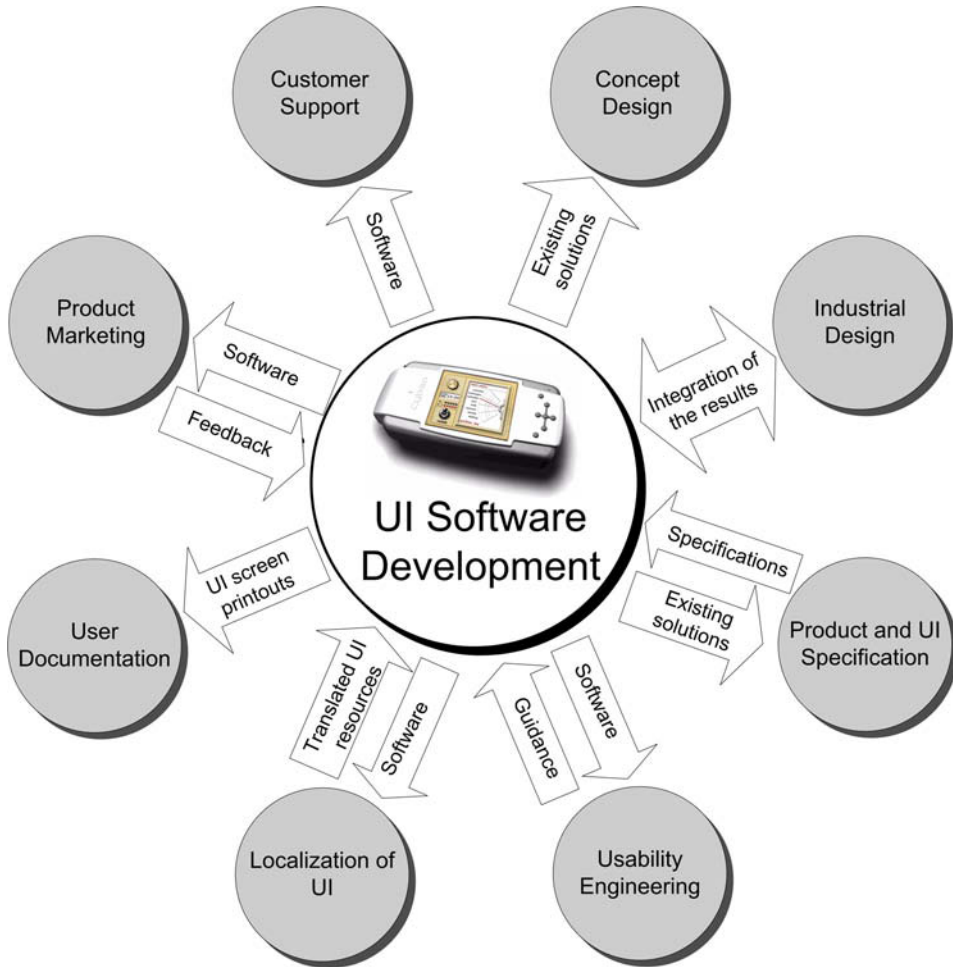 Customer
Support
Concept
Design
Software
Existing
solutions
Product
Marketing
Industrial
Design
Software
Feedback
Integration of
the results
UI Software
Development
Specifications
Existing
solutions
UI screen
printouts
User
Documentation
Product and UI
Specification
Translated UI
resources
Software
Guidance
Software
Localization of
UI
Usability
Engineering